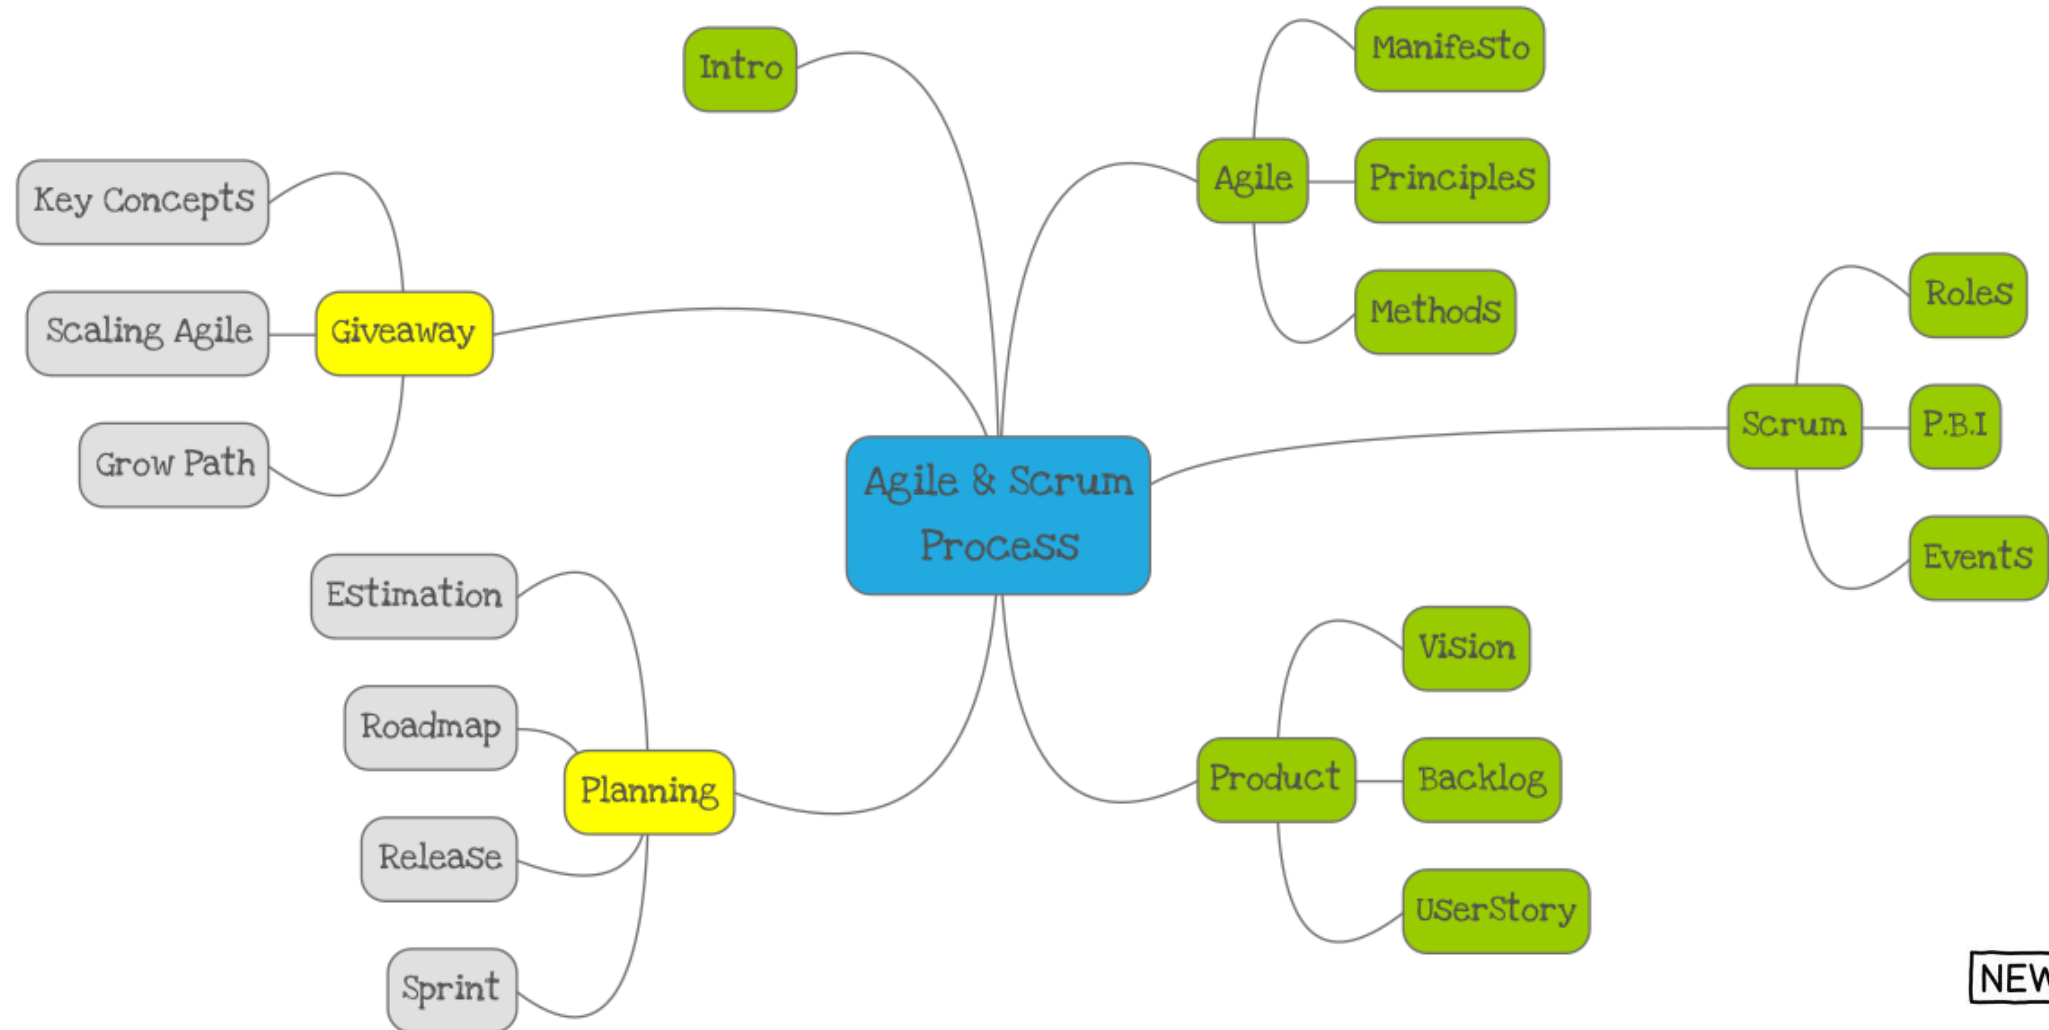 Intro
Manifesto
Agile
Principles
Methods
Key Concepts
Scaling Agile
Giveaway
Grow Path
Roles
Scrum
P.B.I
Events
Agile & Scrum
Process
Estimation
Roadmap
Planning
Release
Sprint
Vision
Product
Backlog
UserStory
NEW